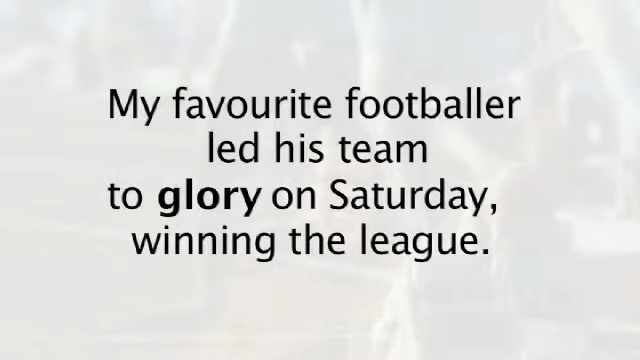 My favourite footballer
led his team
to glory on Saturday,
winning the league.